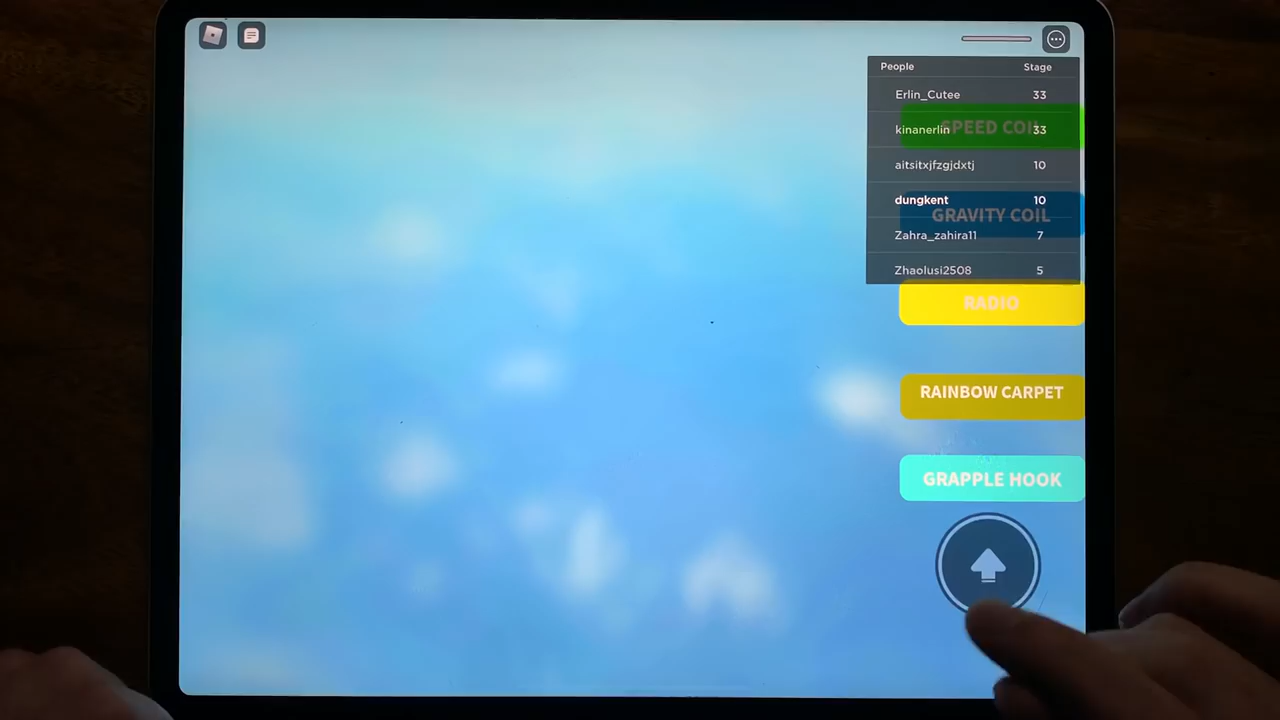 People Stage
Erlin_Cutee 33
SPEED COIL
kinanerlin 33
aitsitxjfzgjdxtj 10
dungkent 10
GRAVITY COIL
Zahra_zahira11 7
Zhaolusi2508 5
RADIO
RAINBOW CARPET
GRAPPLE HOOK